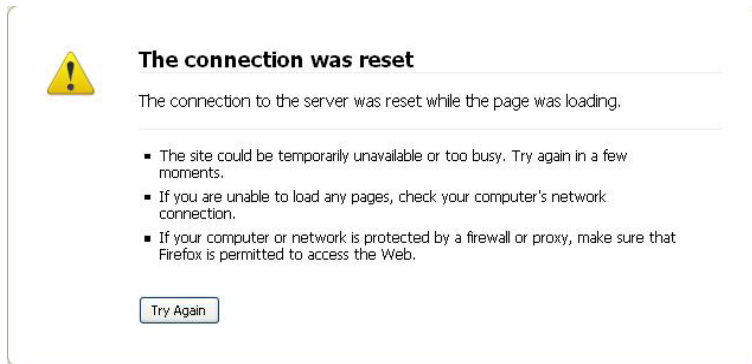 The connection was reset
The connection to the server was reset while the page was loading.
▪ The site could be temporarily unavailable or too busy. Try again in a few
moments.
▪ If you are unable to load any pages, check your computer's network
connection.
▪ If your computer or network is protected by a firewall or proxy, make sure that
Firefox is permitted to access the Web.
Try Again